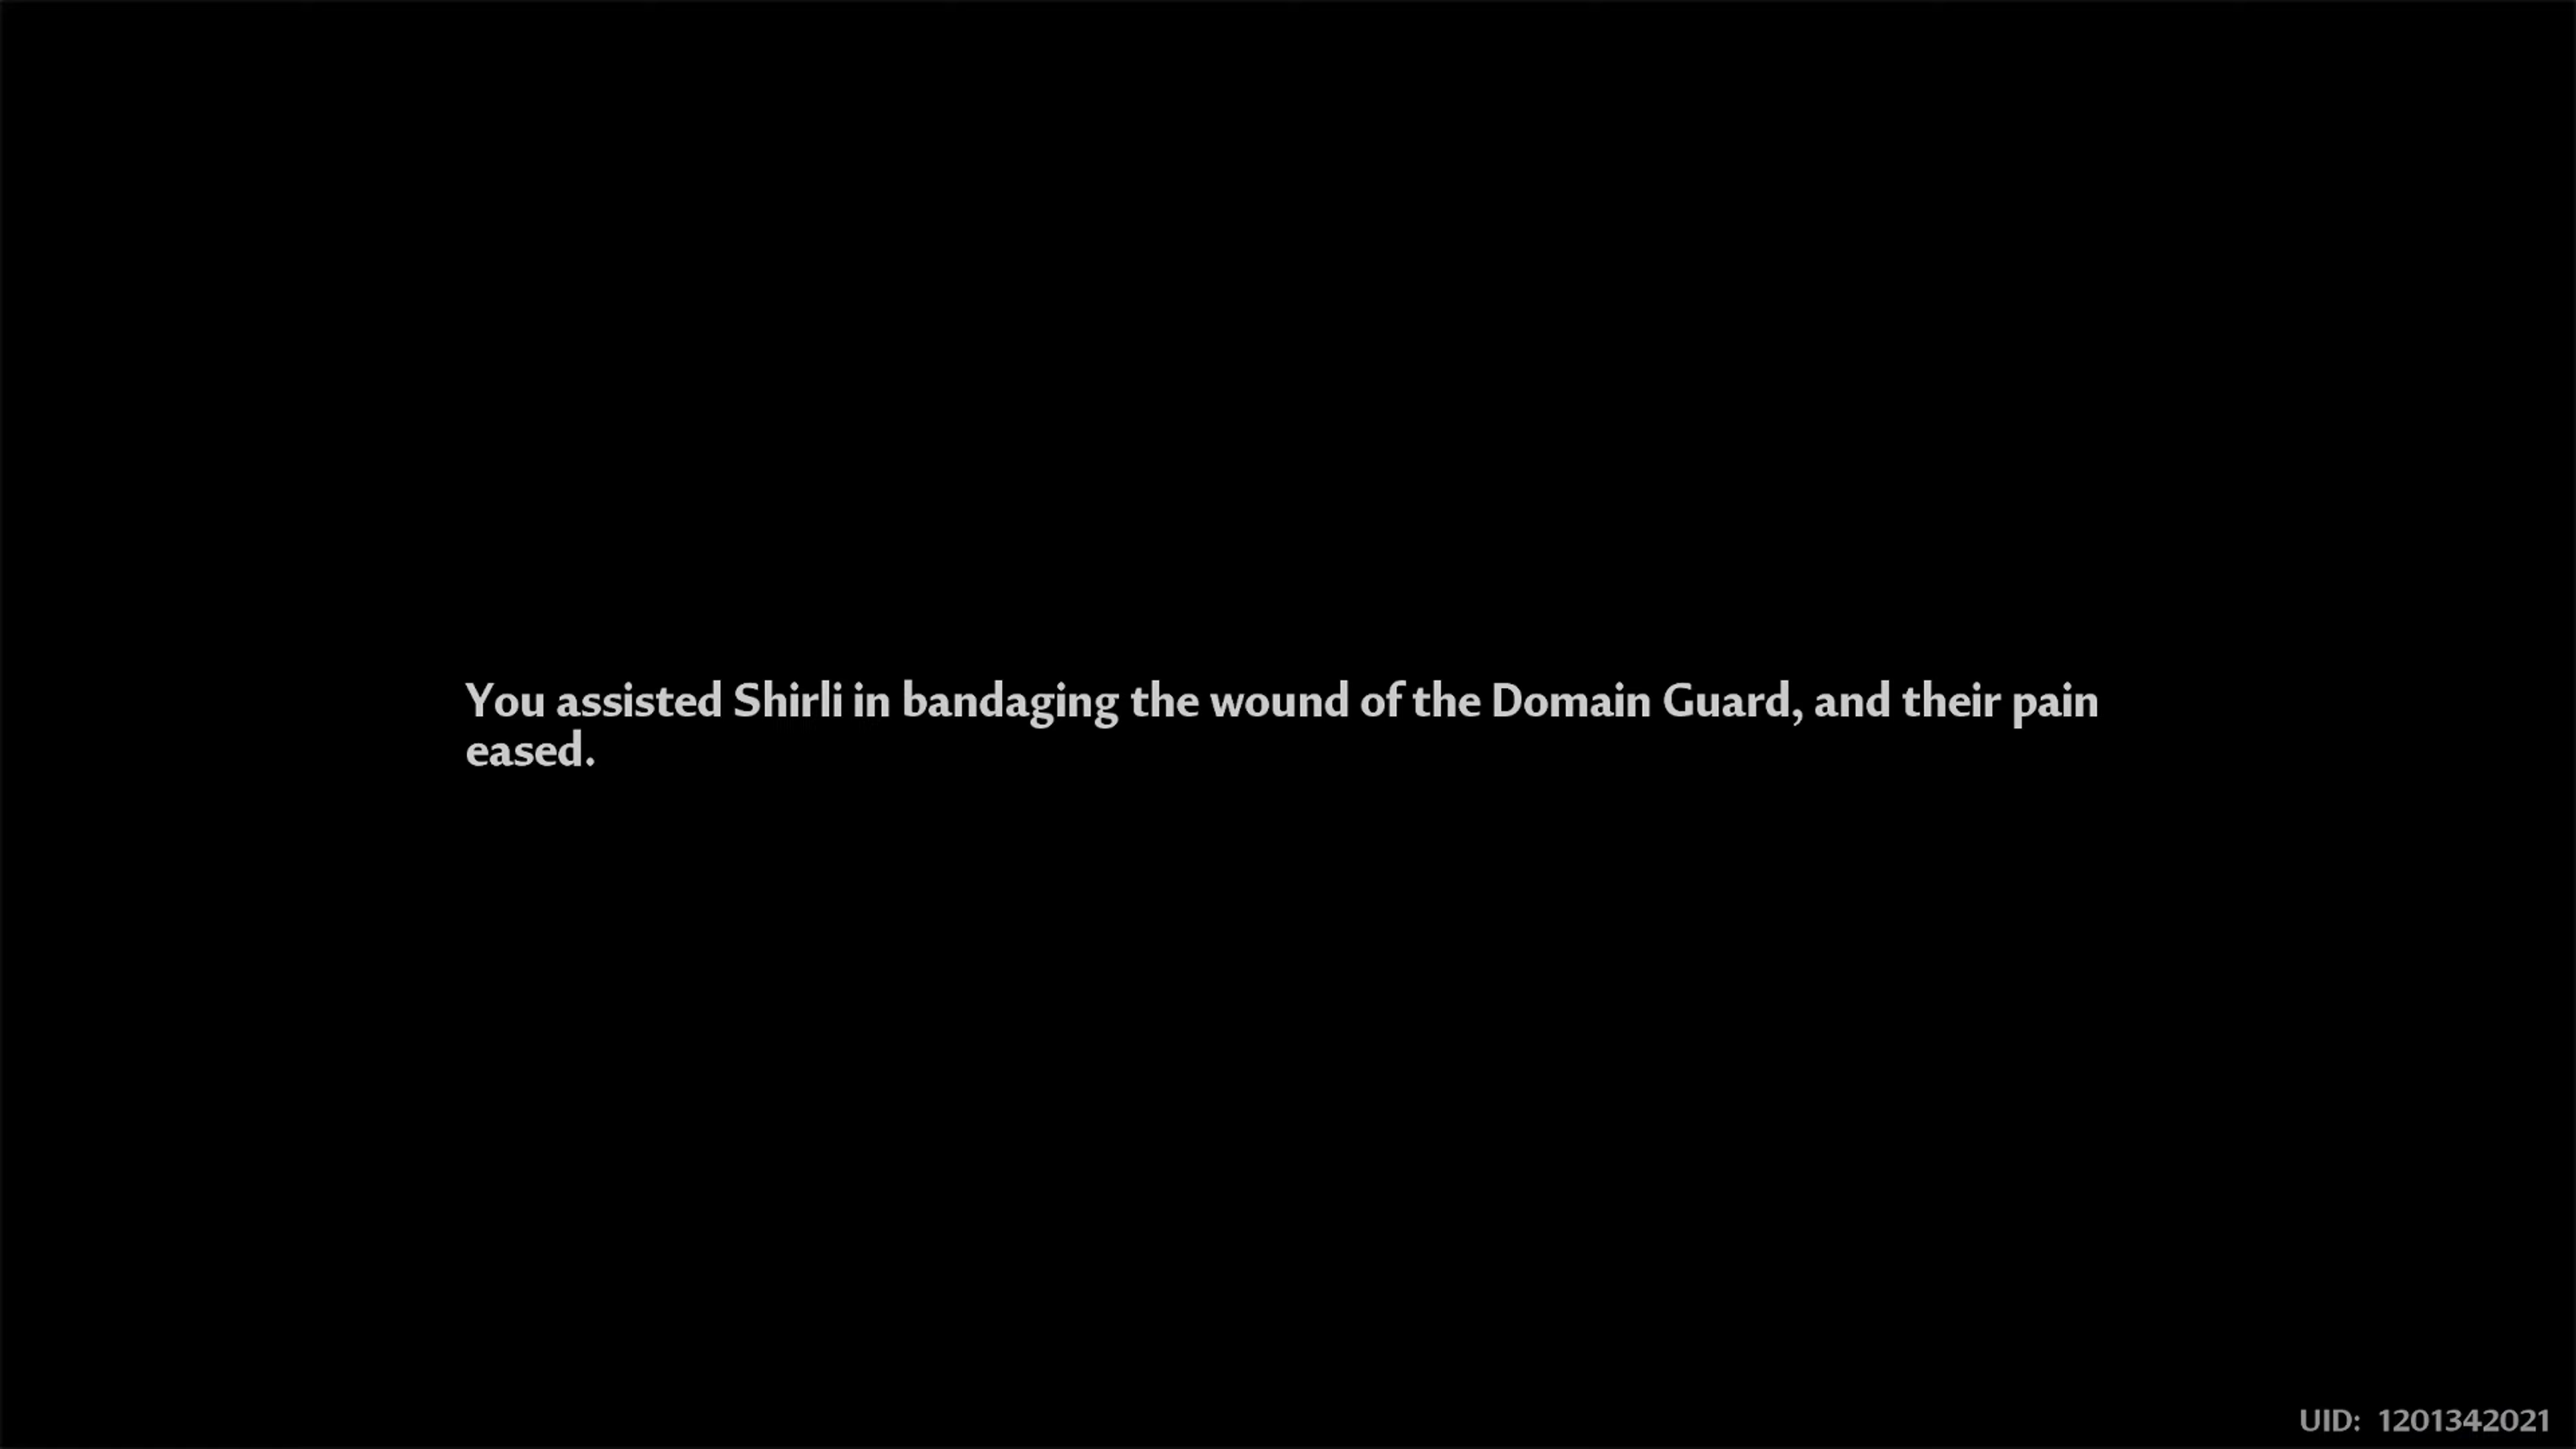 You assisted Shirli in bandaging the wound of the Domain Guard, and their pain
eased.
UID: 1201342021